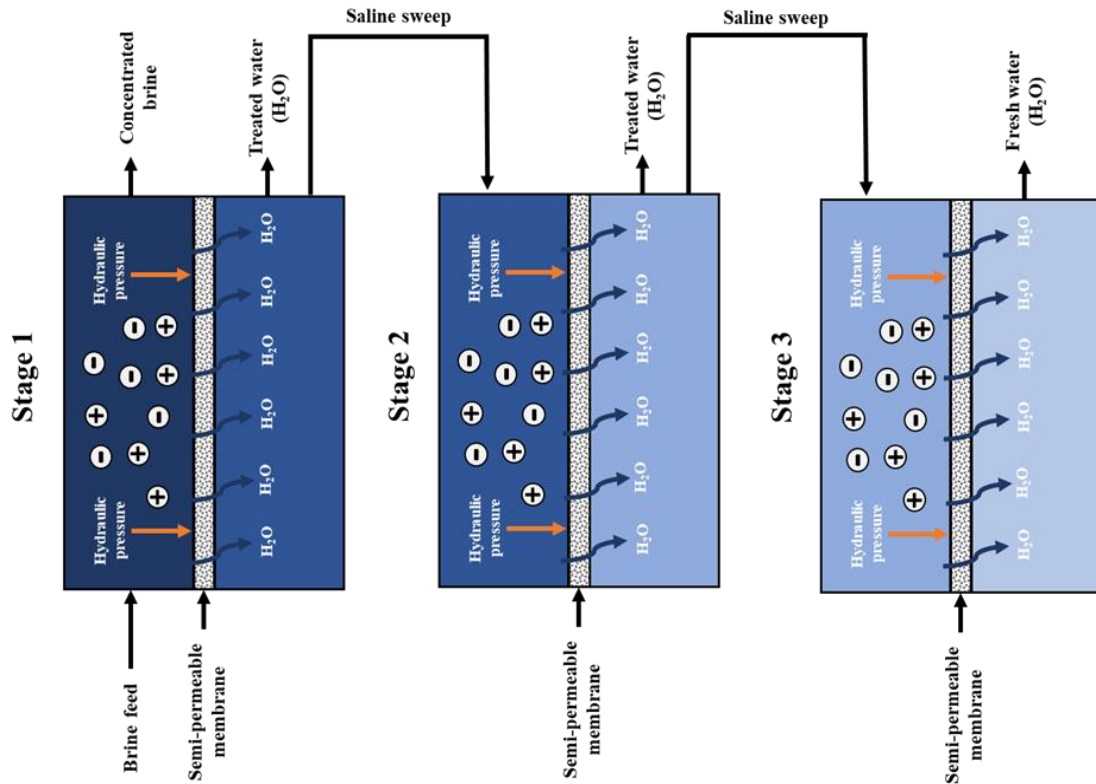 Stage 1
Brine feed
Semi-permeable
membrane
Hydraulic
pressure
Hydraulic
pressure
+
-
+
+
-
-
-
+
-
+
H₂O
H₂O
H₂O
H₂O
H₂O
H₂O
Concentrated
brine
Treated water
(H₂O)
Saline sweep
Stage 2
Semi-permeable
membrane
Hydraulic
pressure
Hydraulic
pressure
+
-
+
+
-
-
-
+
-
+
H₂O
H₂O
H₂O
H₂O
H₂O
H₂O
Treated water
(H₂O)
Saline sweep
Stage 3
Semi-permeable
membrane
Hydraulic
pressure
Hydraulic
pressure
+
-
+
+
-
-
-
+
-
+
H₂O
H₂O
H₂O
H₂O
H₂O
H₂O
Fresh water
(H₂O)